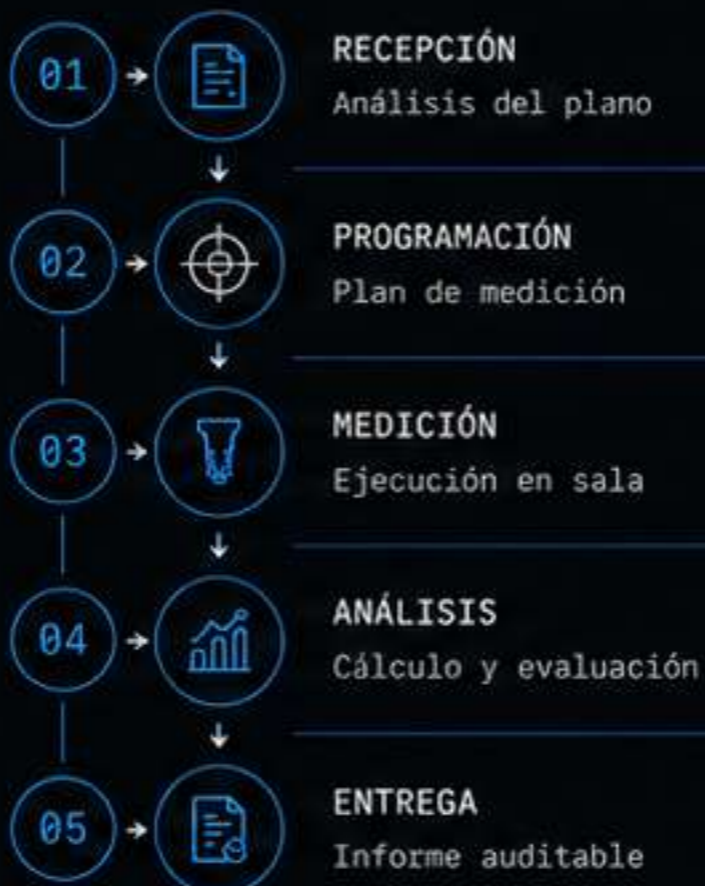 01
RECEPCIÓN
Análisis del plano
02
PROGRAMACIÓN
Plan de medición
03
MEDICIÓN
Ejecución en sala
04
ANÁLISIS
Cálculo y evaluación
05
ENTREGA
Informe auditable